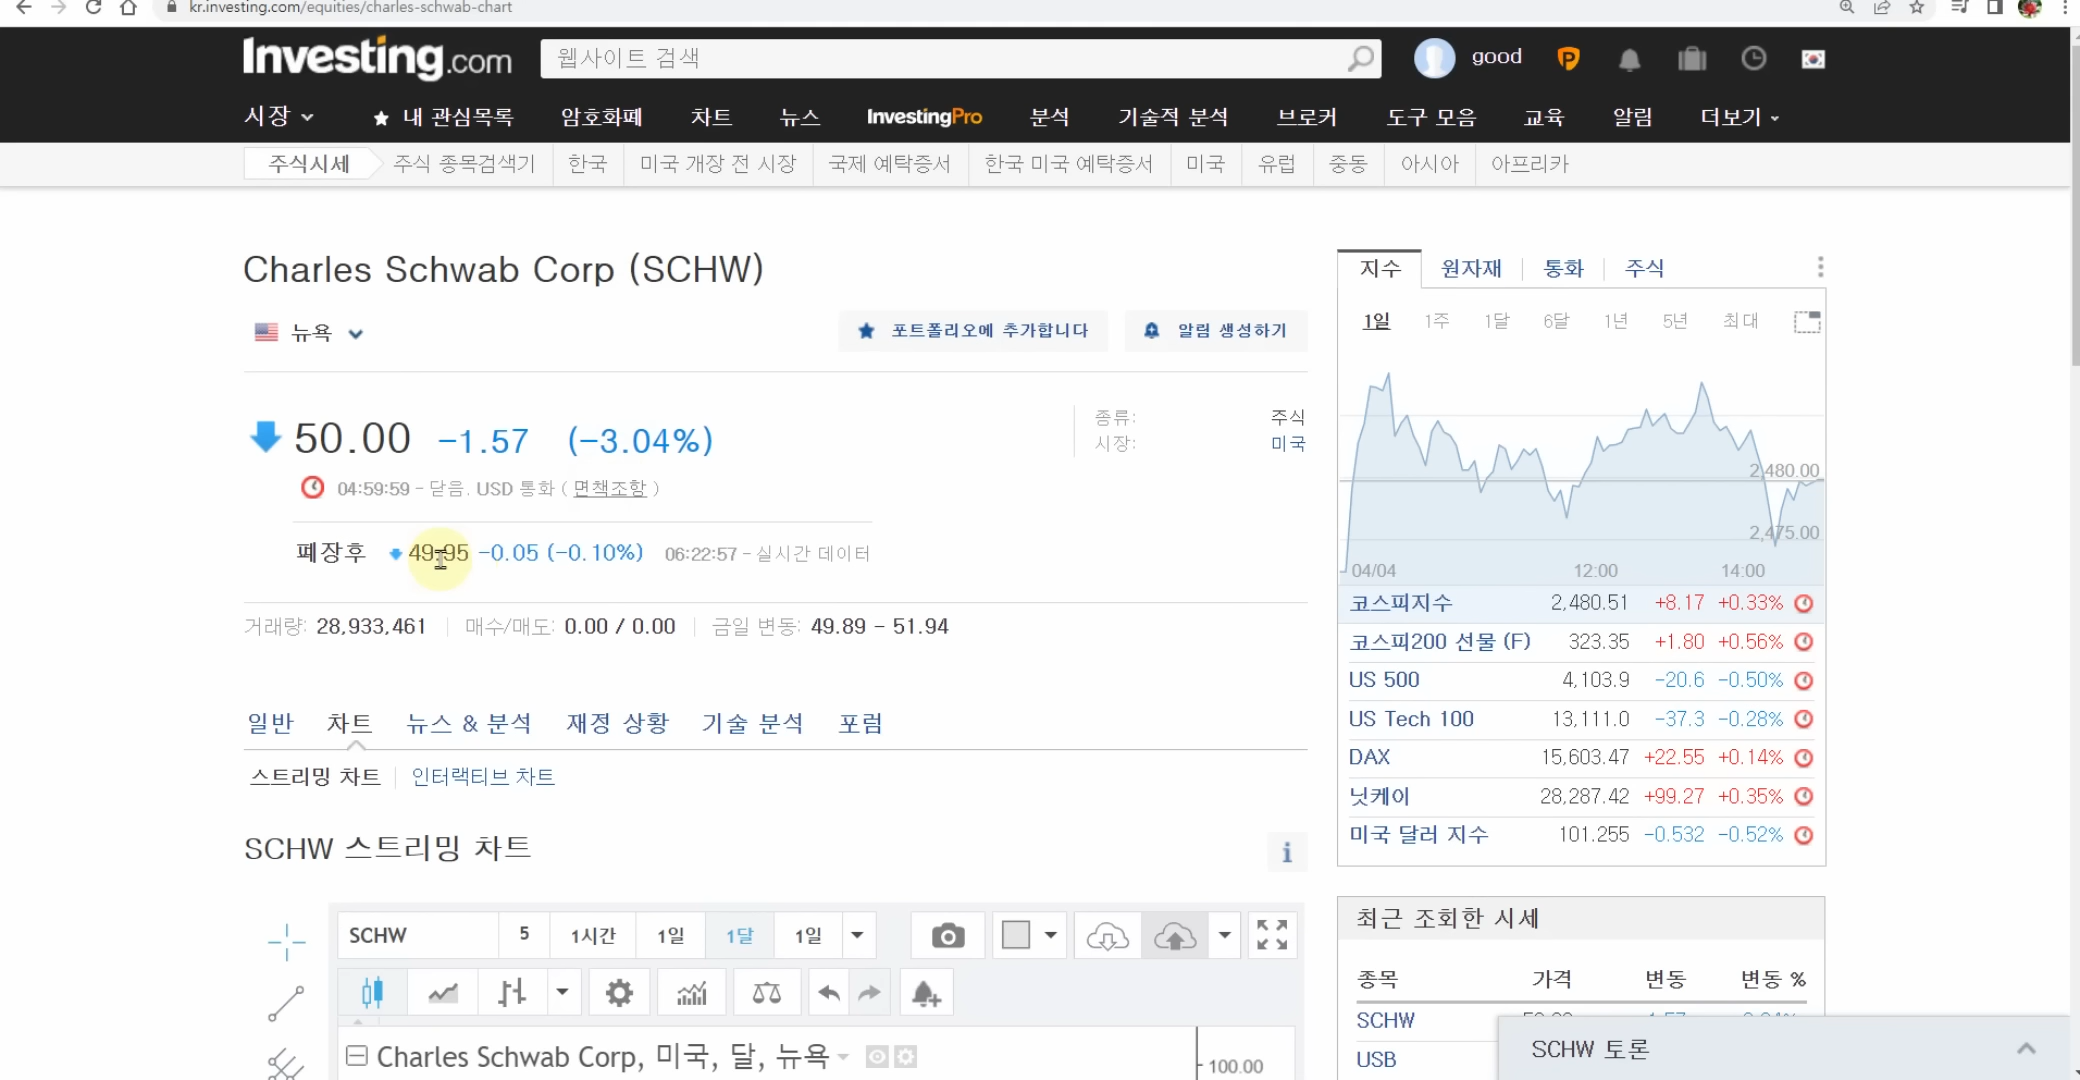 kr.investing.com/equities/charles-schwab-chart
Investing.com
웹사이트 검색
good
시장
내 관심목록
암호화폐
차트
뉴스
InvestingPro
분석
기술적 분석
브로커
도구 모음
교육
알림
더보기
주식시세
주식 종목검색기
한국
미국 개장 전 시장
국제 예탁증서
한국 미국 예탁증서
미국
유럽
중동
아시아
아프리카
Charles Schwab Corp (SCHW)
뉴욕
포트폴리오에 추가합니다
알림 생성하기
50.00 -1.57 (-3.04%)
04:59:59 - 닫음. USD 통화 ( 면책조항 )
종류: 주식
시장: 미국
폐장후 49.95 -0.05 (-0.10%) 06:22:57 - 실시간 데이터
거래량: 28,933,461
매수/매도: 0.00 / 0.00
금일 변동: 49.89 - 51.94
일반
차트
뉴스 & 분석
재정 상황
기술 분석
포럼
스트리밍 차트
인터랙티브 차트
SCHW 스트리밍 차트
i
SCHW 5 1시간 1일 1달 1일
Charles Schwab Corp, 미국, 달, 뉴욕
100.00
지수
원자재
통화
주식
1일 1주 1달 6달 1년 5년 최대
2,480.00
2,475.00
04/04 12:00 14:00
코스피지수 2,480.51 +8.17 +0.33%
코스피200 선물 (F) 323.35 +1.80 +0.56%
US 500 4,103.9 -20.6 -0.50%
US Tech 100 13,111.0 -37.3 -0.28%
DAX 15,603.47 +22.55 +0.14%
닛케이 28,287.42 +99.27 +0.35%
미국 달러 지수 101.255 -0.532 -0.52%
최근 조회한 시세
종목 가격 변동 변동 %
SCHW
USB
SCHW 토론